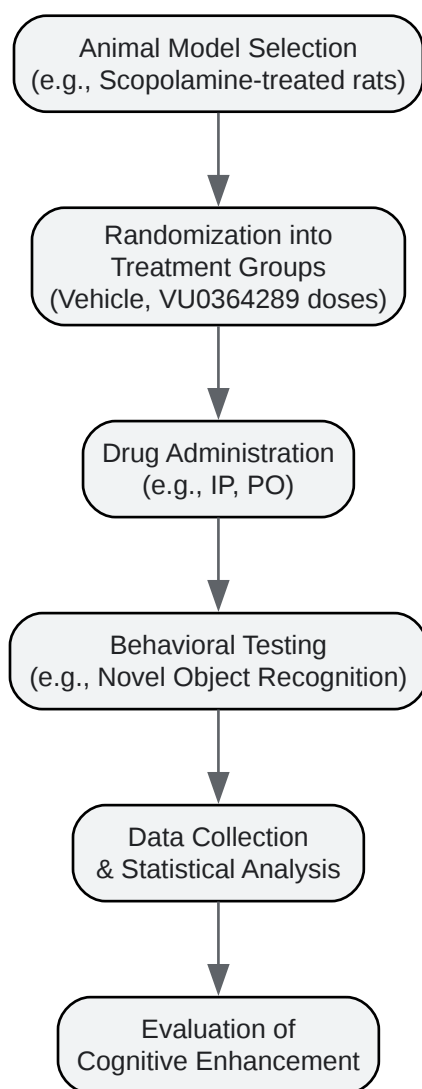 Animal Model Selection
(e.g., Scopolamine-treated rats)
Randomization into
Treatment Groups
(Vehicle, VU0364289 doses)
Drug Administration
(e.g., IP, PO)
Behavioral Testing
(e.g., Novel Object Recognition)
Data Collection
& Statistical Analysis
Evaluation of
Cognitive Enhancement